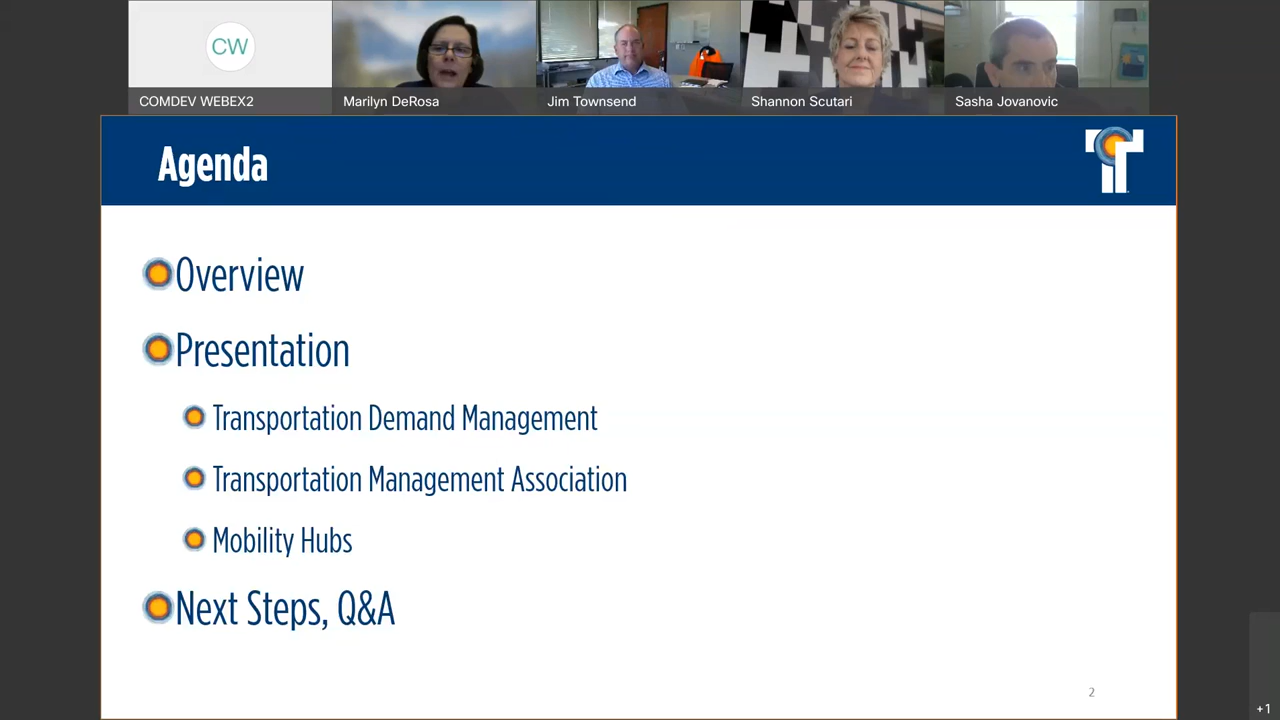 CW
COMDEV WEBEX2
Marilyn DeRosa
Jim Townsend
Shannon Scutari
Sasha Jovanovic
Agenda
Overview
Presentation
Transportation Demand Management
Transportation Management Association
Mobility Hubs
Next Steps, Q&A
2
+1